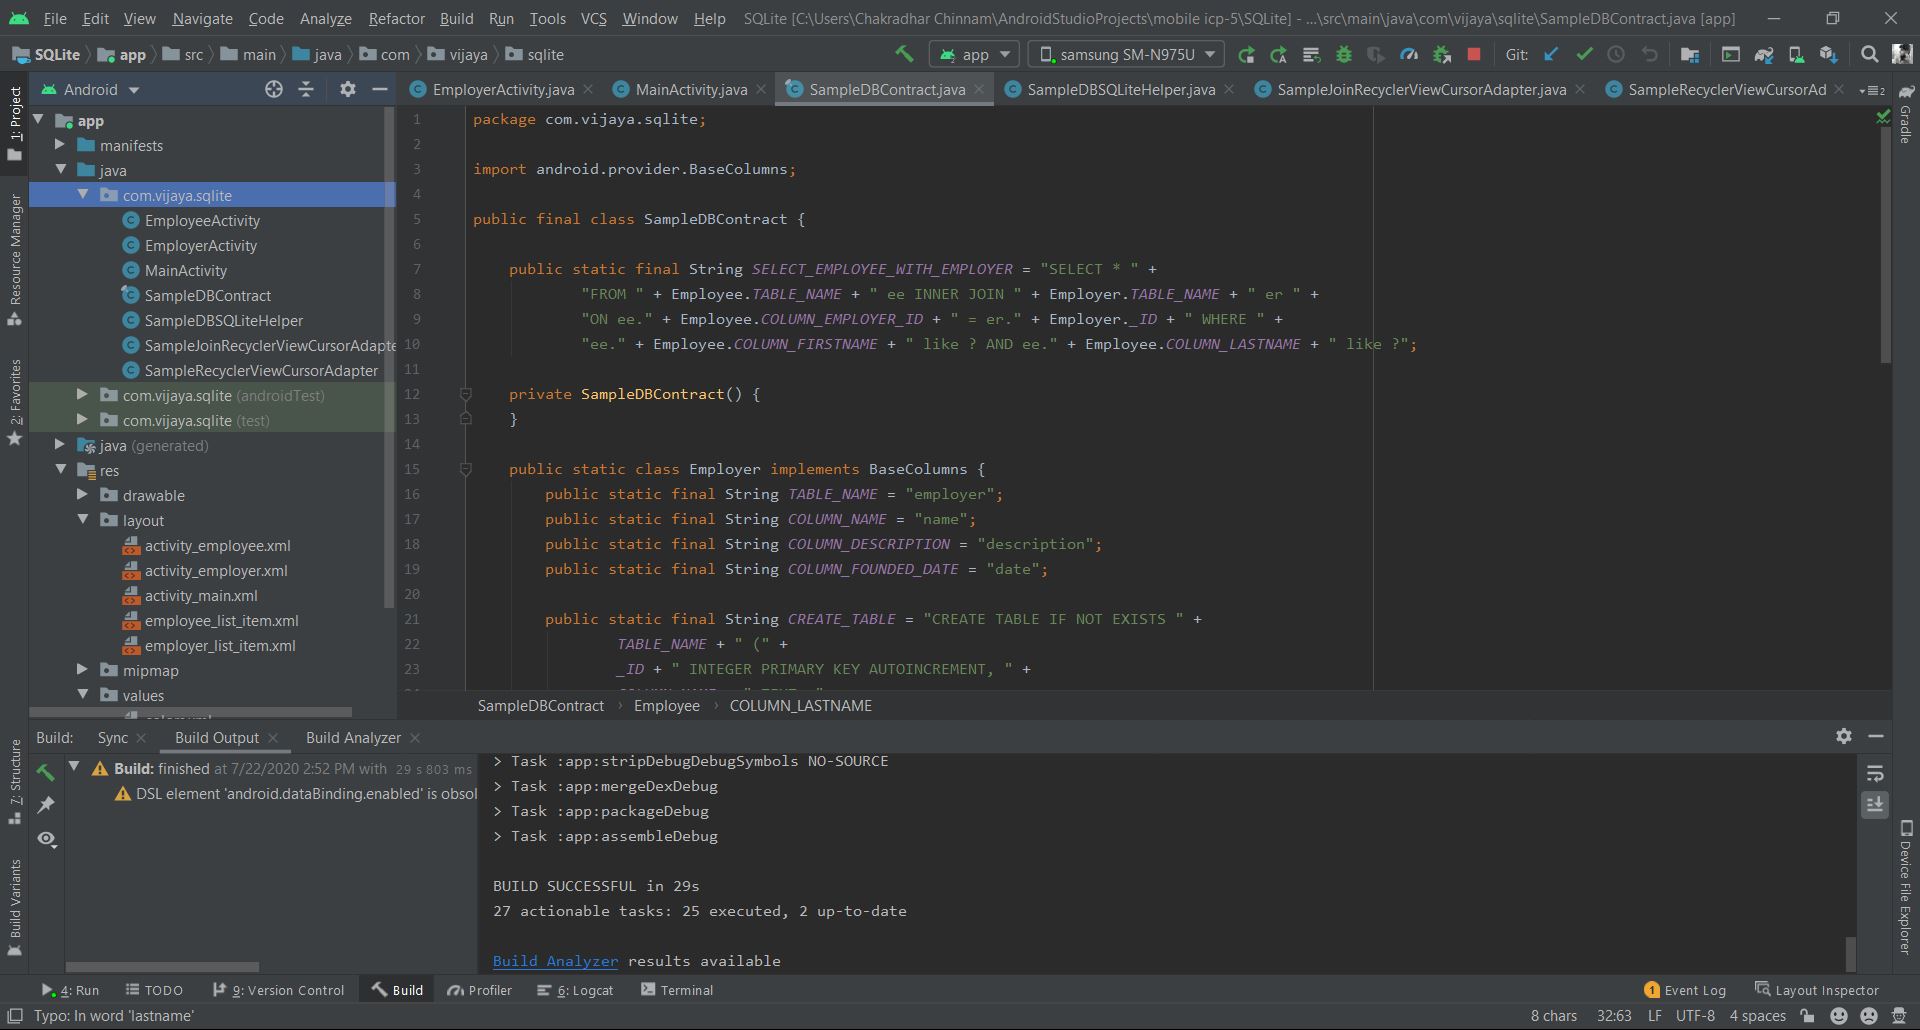 File Edit View Navigate Code Analyze Refactor Build Run Tools VCS Window Help SQLite [C:\Users\Chakradhar Chinnam\AndroidStudioProjects\mobile icp-5\SQLite] - ...\src\main\java\com\vijaya\sqlite\SampleDBContract.java [app]
SQLite app src main java com vijaya sqlite app samsung SM-N975U Git:
Android EmployerActivity.java MainActivity.java SampleDBContract.java SampleDBSQLiteHelper.java SampleJoinRecyclerViewCursorAdapter.java SampleRecyclerViewCursorAd 2
1: Project
Resource Manager
2: Favorites
7: Structure
Build Variants
app
manifests
java
com.vijaya.sqlite
EmployeeActivity
EmployerActivity
MainActivity
SampleDBContract
SampleDBSQLiteHelper
SampleJoinRecyclerViewCursorAdapte
SampleRecyclerViewCursorAdapter
com.vijaya.sqlite (androidTest)
com.vijaya.sqlite (test)
java (generated)
res
drawable
layout
activity_employee.xml
activity_employer.xml
activity_main.xml
employee_list_item.xml
employer_list_item.xml
mipmap
values
1 package com.vijaya.sqlite;
2
3 import android.provider.BaseColumns;
4
5 public final class SampleDBContract {
6
7 public static final String SELECT_EMPLOYEE_WITH_EMPLOYER = "SELECT * " +
8 "FROM " + Employee.TABLE_NAME + " ee INNER JOIN " + Employer.TABLE_NAME + " er " +
9 "ON ee." + Employee.COLUMN_EMPLOYER_ID + " = er." + Employer._ID + " WHERE " +
10 "ee." + Employee.COLUMN_FIRSTNAME + " like ? AND ee." + Employee.COLUMN_LASTNAME + " like ?";
11
12 private SampleDBContract() {
13 }
14
15 public static class Employer implements BaseColumns {
16 public static final String TABLE_NAME = "employer";
17 public static final String COLUMN_NAME = "name";
18 public static final String COLUMN_DESCRIPTION = "description";
19 public static final String COLUMN_FOUNDED_DATE = "date";
20
21 public static final String CREATE_TABLE = "CREATE TABLE IF NOT EXISTS " +
22 TABLE_NAME + " (" +
23 _ID + " INTEGER PRIMARY KEY AUTOINCREMENT, " +
SampleDBContract › Employee › COLUMN_LASTNAME
Gradle
Device File Explorer
Build: Sync Build Output Build Analyzer
Build: finished at 7/22/2020 2:52 PM with 29 s 803 ms
DSL element 'android.dataBinding.enabled' is obsol
> Task :app:stripDebugDebugSymbols NO-SOURCE
> Task :app:mergeDexDebug
> Task :app:packageDebug
> Task :app:assembleDebug
BUILD SUCCESSFUL in 29s
27 actionable tasks: 25 executed, 2 up-to-date
Build Analyzer results available
4: Run TODO 9: Version Control Build Profiler 6: Logcat Terminal 1 Event Log Layout Inspector
Typo: In word 'lastname' 8 chars 32:63 LF UTF-8 4 spaces